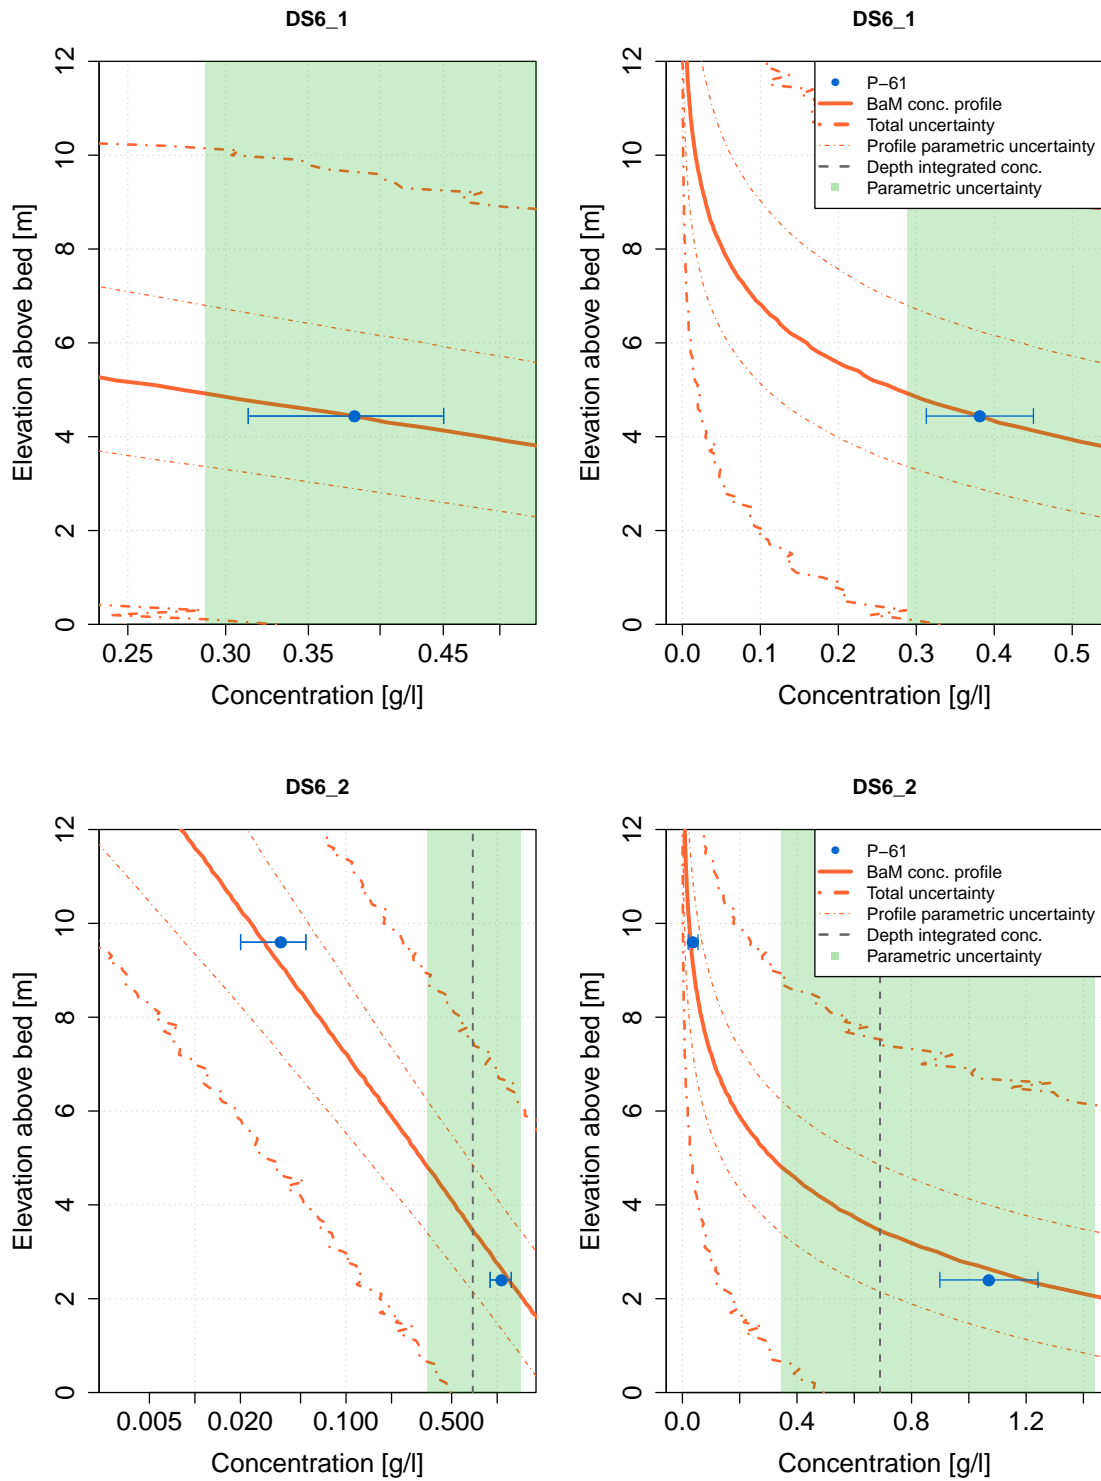 DS6_1
Elevation above bed [m]
0 2 4 6 8 10 12
0.25 0.30 0.35 0.45
Concentration [g/l]
DS6_1
P−61
BaM conc. profile
Total uncertainty
Profile parametric uncertainty
Depth integrated conc.
Parametric uncertainty
Elevation above bed [m]
0 2 4 6 8 10 12
0.0 0.1 0.2 0.3 0.4 0.5
Concentration [g/l]
DS6_2
Elevation above bed [m]
0 2 4 6 8 10 12
0.005 0.020 0.100 0.500
Concentration [g/l]
DS6_2
P−61
BaM conc. profile
Total uncertainty
Profile parametric uncertainty
Depth integrated conc.
Parametric uncertainty
Elevation above bed [m]
0 2 4 6 8 10 12
0.0 0.4 0.8 1.2
Concentration [g/l]